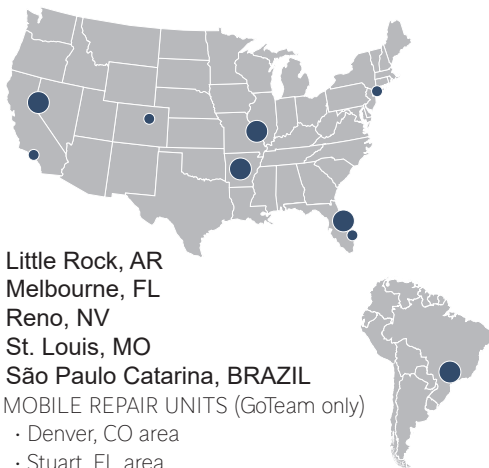 Little Rock, AR
Melbourne, FL
Reno, NV
St. Louis, MO
São Paulo Catarina, BRAZIL
MOBILE REPAIR UNITS (GoTeam only)
· Denver, CO area
· Stuart, FL area